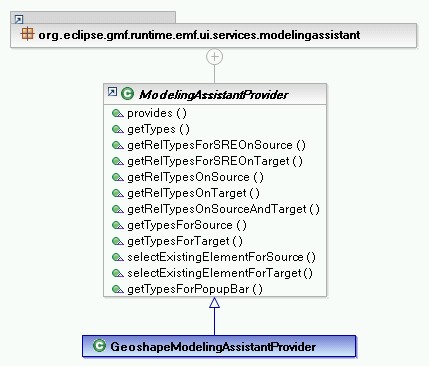 org.eclipse.gmf.runtime.emf.ui.services.modelingassistant
ModelingAssistantProvider
provides ( )
getTypes ( )
getRelTypesForSREOnSource ( )
getRelTypesForSREOnTarget ( )
getRelTypesOnSource ( )
getRelTypesOnTarget ( )
getRelTypesOnSourceAndTarget ( )
getTypesForSource ( )
getTypesForTarget ( )
selectExistingElementForSource ( )
selectExistingElementForTarget( )
getTypesForPopupBar ( )
GeoshapeModelingAssistantProvider